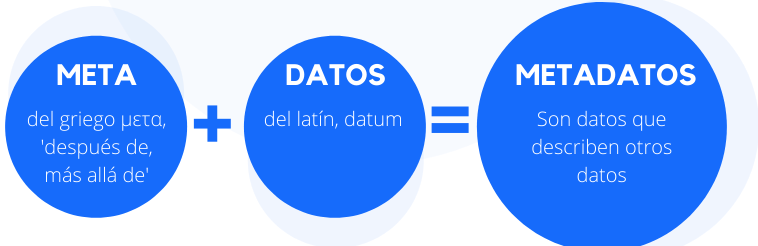 META
del griego μετα,
'después de,
más allá de'
+
DATOS
del latín, datum
=
METADATOS
Son datos que
describen otros
datos